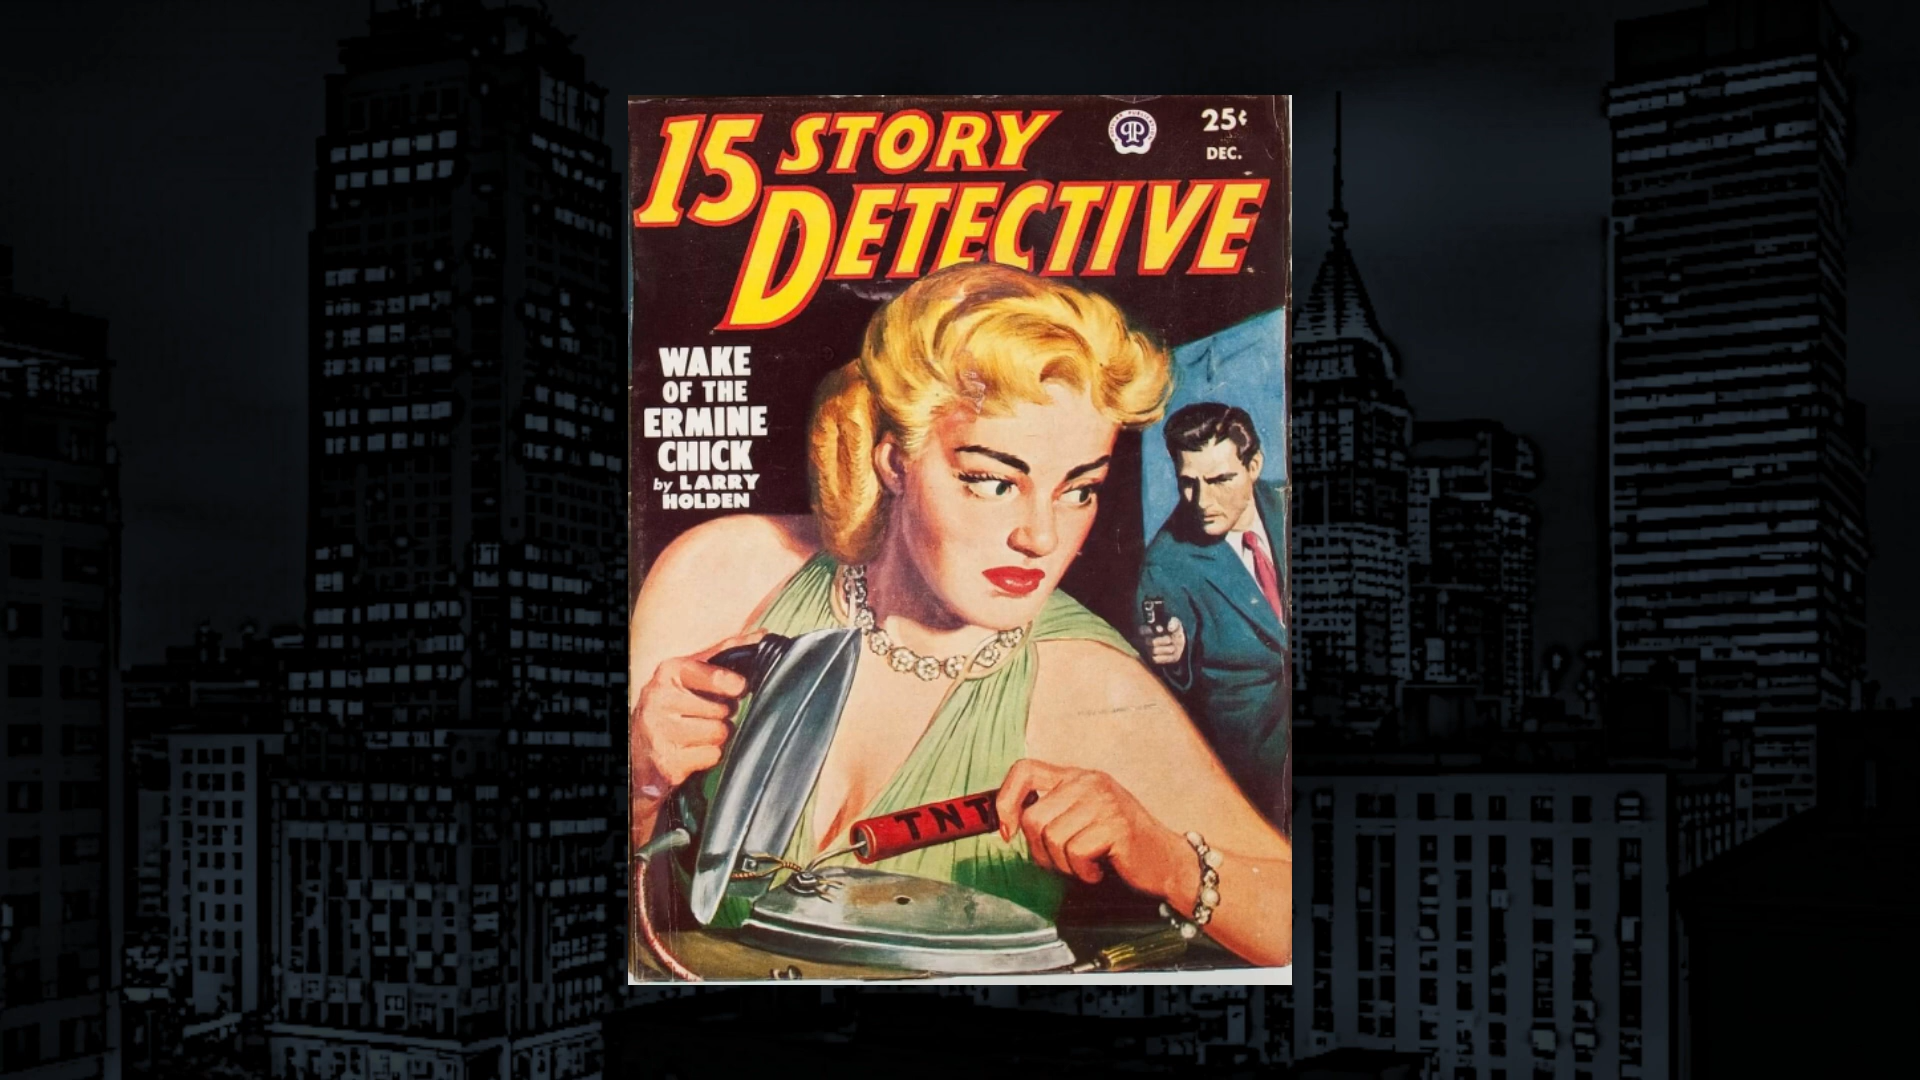 15 STORY
DETECTIVE
25¢
DEC.
WAKE
OF THE
ERMINE
CHICK
by LARRY
HOLDEN
TNT